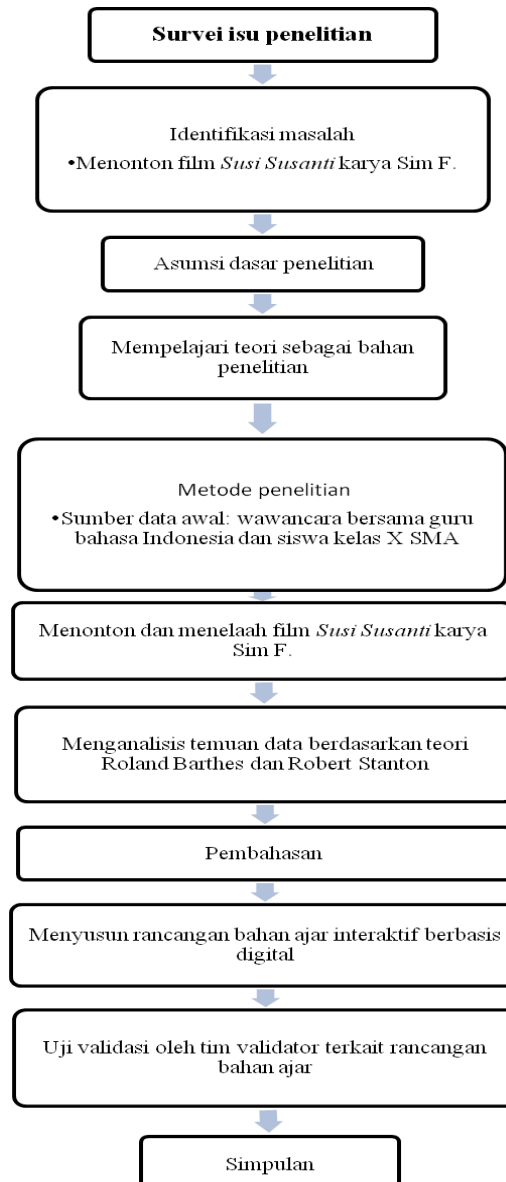 Survei isu penelitian
Identifikasi masalah
•Menonton film Susi Susanti karya Sim F.
Asumsi dasar penelitian
Mempelajari teori sebagai bahan
penelitian
Metode penelitian
•Sumber data awal: wawancara bersama guru
bahasa Indonesia dan siswa kelas X SMA
Menonton dan menelaah film Susi Susanti karya
Sim F.
Menganalisis temuan data berdasarkan teori
Roland Barthes dan Robert Stanton
Pembahasan
Menyusun rancangan bahan ajar interaktif berbasis
digital
Uji validasi oleh tim validator terkait rancangan
bahan ajar
Simpulan